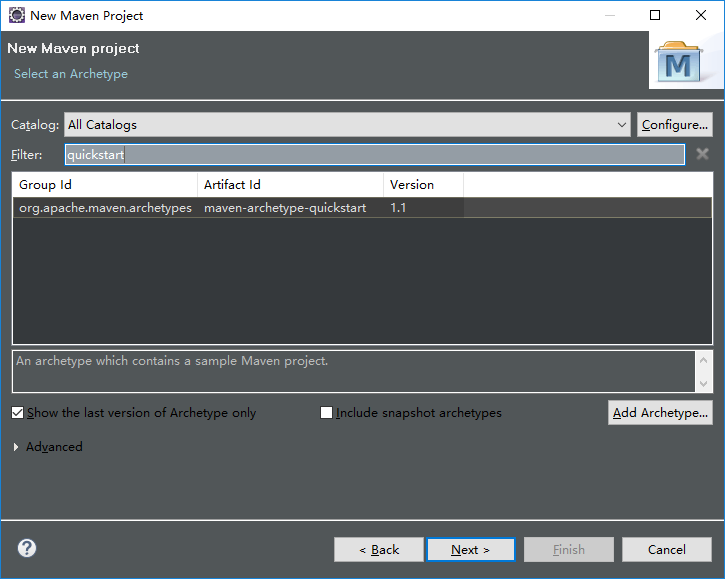 New Maven Project
New Maven project
Select an Archetype
M
Catalog: All Catalogs Configure...
Filter: quickstart
Group Id Artifact Id Version
org.apache.maven.archetypes maven-archetype-quickstart 1.1
An archetype which contains a sample Maven project.
Show the last version of Archetype only Include snapshot archetypes Add Archetype...
Advanced
? < Back Next > Finish Cancel